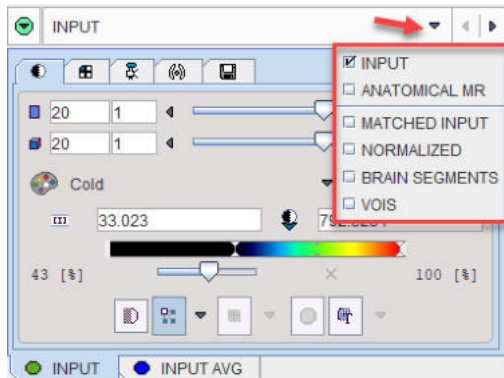 INPUT
INPUT
ANATOMICAL MR
MATCHED INPUT
NORMALIZED
BRAIN SEGMENTS
VOIS
20 1
20 1
Cold
33.023
43 [%] 100 [%]
INPUT INPUT AVG